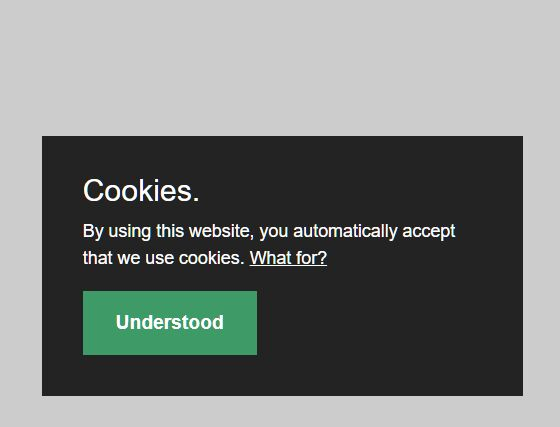 Cookies.
By using this website, you automatically accept
that we use cookies. What for?
Understood